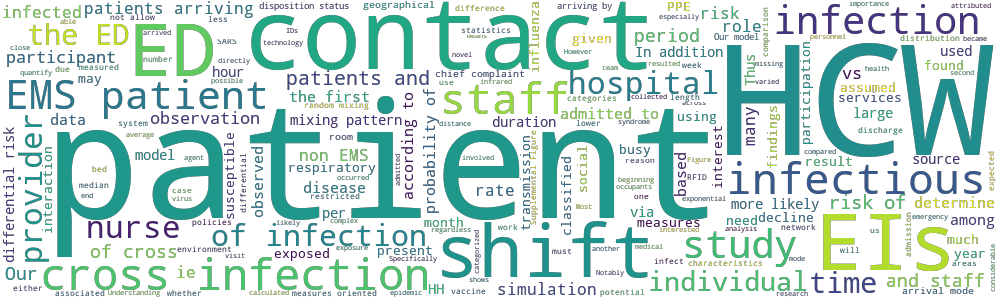 infected patients arriving
not allow
less
disposition status
geographical
arriving by
difference
especially
PPE
importance
attributed
the ED
ED
contact
infection
participant
arrived
number
SARS
IDs
technology
directly
statistics
However
novel
influenza
given
period
risk
role
Our model
personnel
distribution
became
second
missing
varied
comparison
close
quantify
due
may
measured
possible
hour
patients and
chief complaint
use
team
resulted
week
infrared
In addition
Thus
used
found
health
participation
EMS patient
observation
the first
random mixing
categories
collected
length
across
hospital
many
vs
assumed
services
large
findings
HCW
data
system
average
mixing pattern
staff
admitted to
using
discharge
compared
provider
model
agent
room
according to
probability of
distance
lower
syndrome
duration
interest
result
expected
differential risk
interaction
bed
median
end
non EMS
respiratory
disease
restricted
per
rate
involved
transmission
Supplemental Figure
social
classified
busy
reason
Figure
RFID
based
occurred
observed
susceptible
differential
case
virus
patient
infectious
source
more likely
nurse
of infection
admitted
occupants
beginning
one
exponential
via
measures
risk of
determine
policies
likely
complex
month
regardless
categorized
shift
Most
need
decline
interested
network
medical
analysis
study
will
us
EIs
admission
emergency
among
much
year
areas
considerable
of cross
environment
visit
exposed
present
exposure
Specifically
work
must
another
Notably
infect
characteristics
mode
Our
cross infection
ie
HH
shows
simulation
individual
time
and staff
either
associated
Understanding
whether
calculated
measures oriented
epidemic
vaccine
potential
research
arrival mode